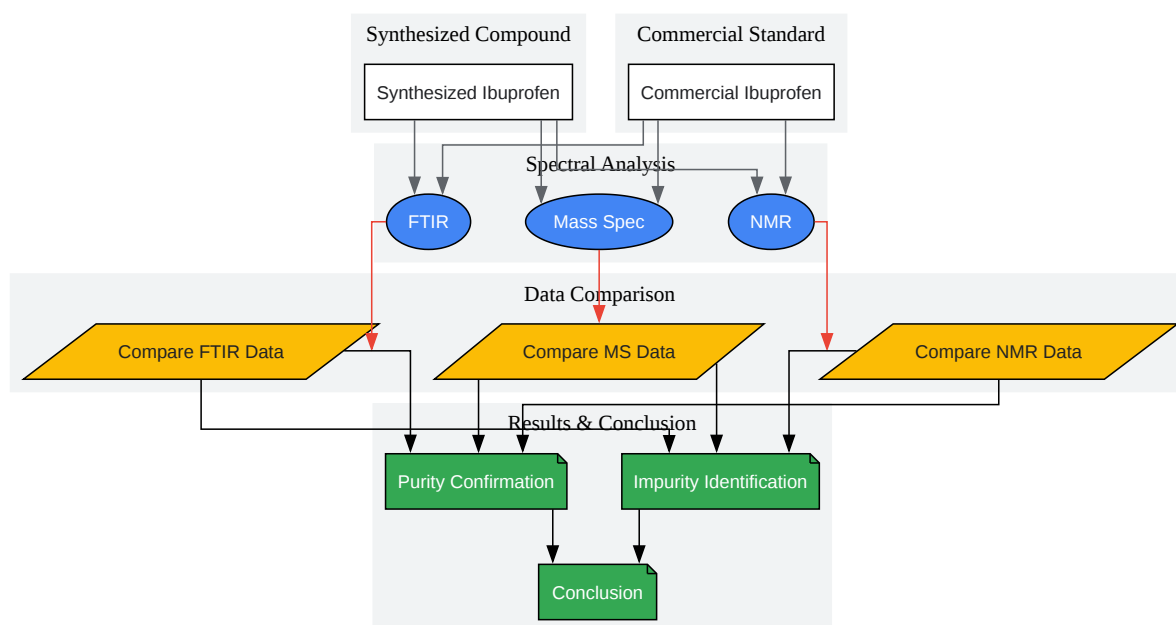 Synthesized Compound
Commercial Standard
Synthesized Ibuprofen
Commercial Ibuprofen
Spectral Analysis
FTIR
Mass Spec
NMR
Data Comparison
Compare FTIR Data
Compare MS Data
Compare NMR Data
Results & Conclusion
Purity Confirmation
Impurity Identification
Conclusion